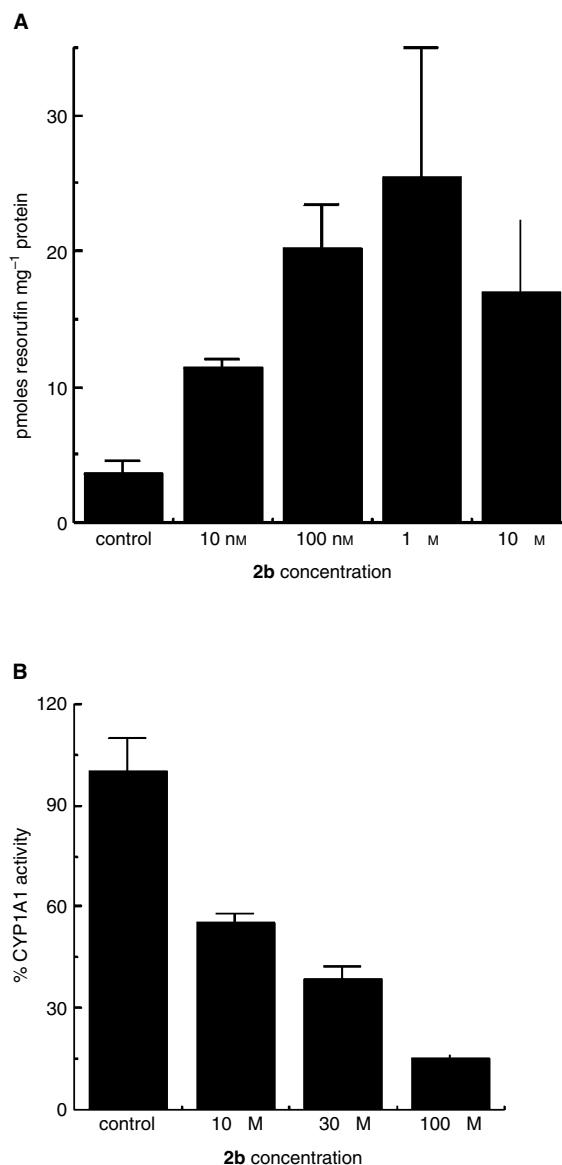 A
30
20
10
0
pmoles resorufin mg⁻¹ protein
control 10 nM 100 nM 1 M 10 M
2b concentration
B
120
90
60
30
0
% CYP1A1 activity
control 10 M 30 M 100 M
2b concentration